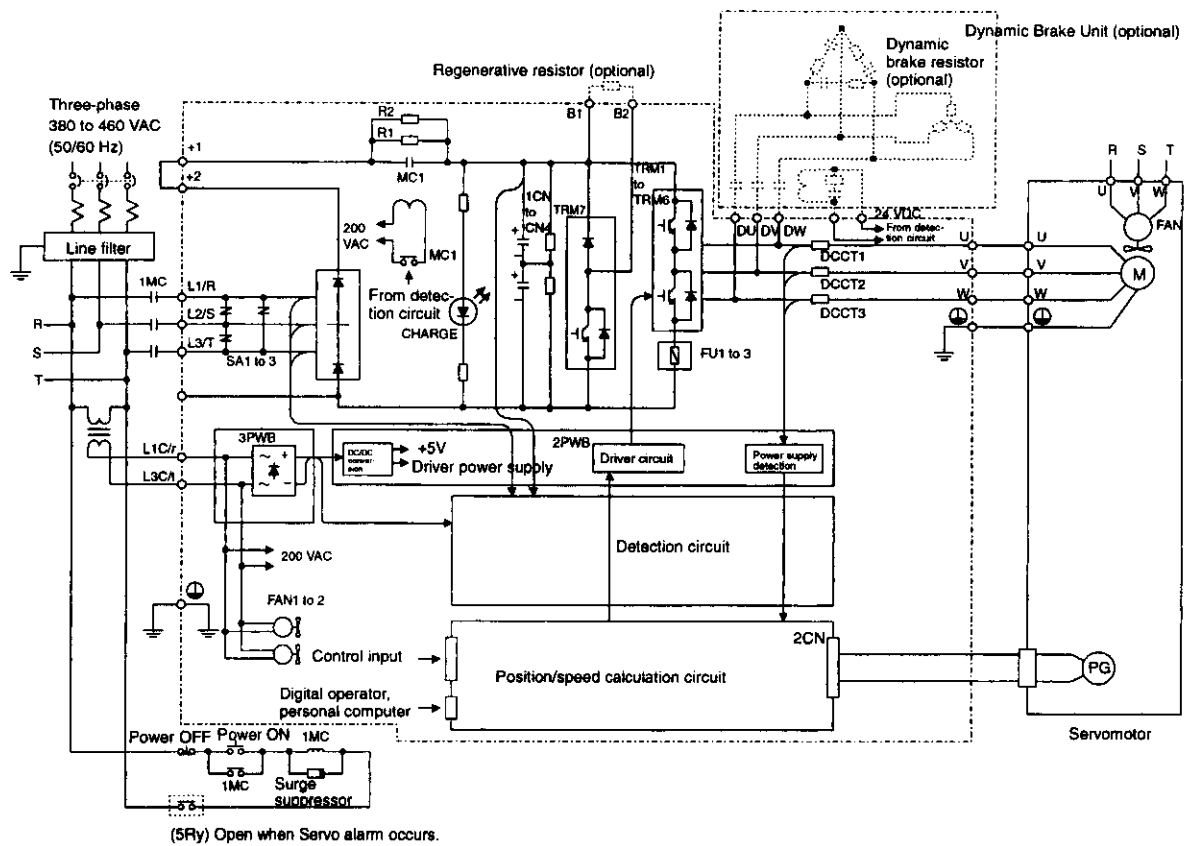 Dynamic Brake Unit (optional)
Dynamic
brake resistor
(optional)
Regenerative resistor (optional)
Three-phase
380 to 460 VAC
(50/60 Hz)
B1
B2
R2
R1
+1
+2
MC1
TRM1
to
TRM6
1CN
to
CN4
TRM7
200
VAC
MC1
From detec-
tion circuit
CHARGE
DU
DV
DW
24 VDC
From detec-
tion circuit
R
S
T
U
V
W
FAN
Line filter
1MC
L1/R
L2/S
L3/T
SA1 to 3
R
S
T
DCCT1
DCCT2
DCCT3
U
V
W
U
V
W
M
FU1 to 3
L1C/r
L3C/t
3PWB
~
+
~
−
DC/DC
conver-
sion
+5V
Driver power supply
2PWB
Driver circuit
Power supply
detection
Detection circuit
200 VAC
FAN1 to 2
Control input
Digital operator,
personal computer
Position/speed calculation circuit
2CN
PG
Servomotor
Power OFF
Power ON
1MC
1MC
Surge
suppressor
(5Ry) Open when Servo alarm occurs.